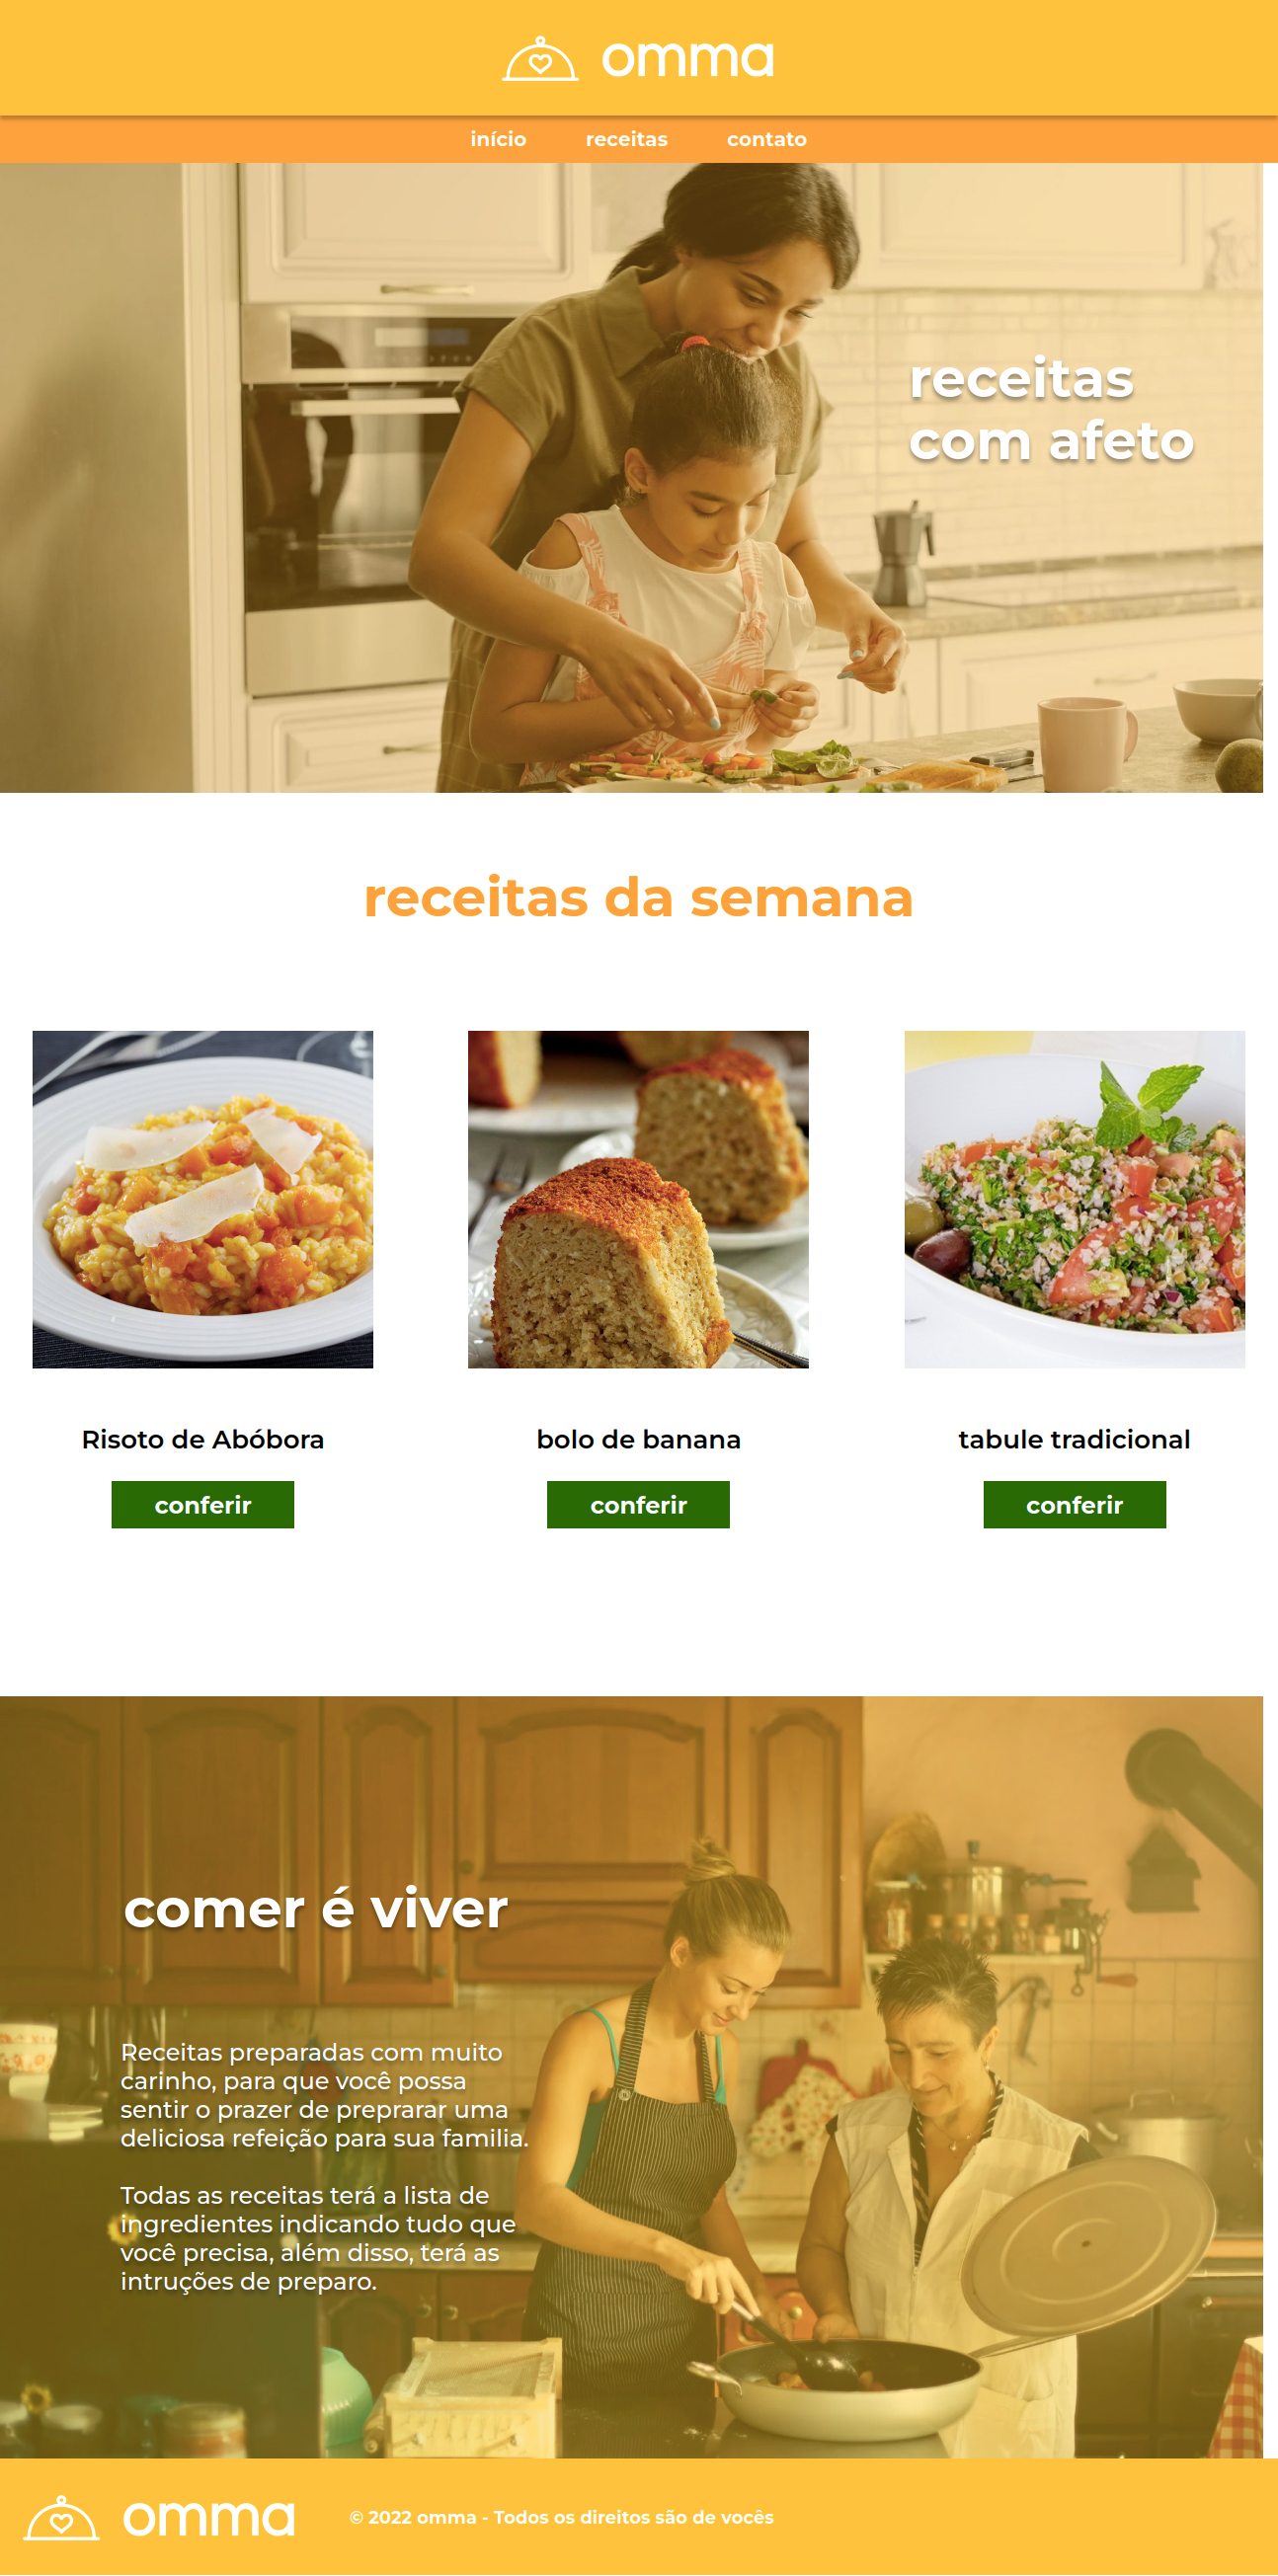 omma
início receitas contato
receitas
com afeto
receitas da semana
Risoto de Abóbora
conferir
bolo de banana
conferir
tabule tradicional
conferir
comer é viver
Receitas preparadas com muito
carinho, para que você possa
sentir o prazer de preprarar uma
deliciosa refeição para sua familia.
Todas as receitas terá a lista de
ingredientes indicando tudo que
você precisa, além disso, terá as
intruções de preparo.
omma
© 2022 omma - Todos os direitos são de vocês